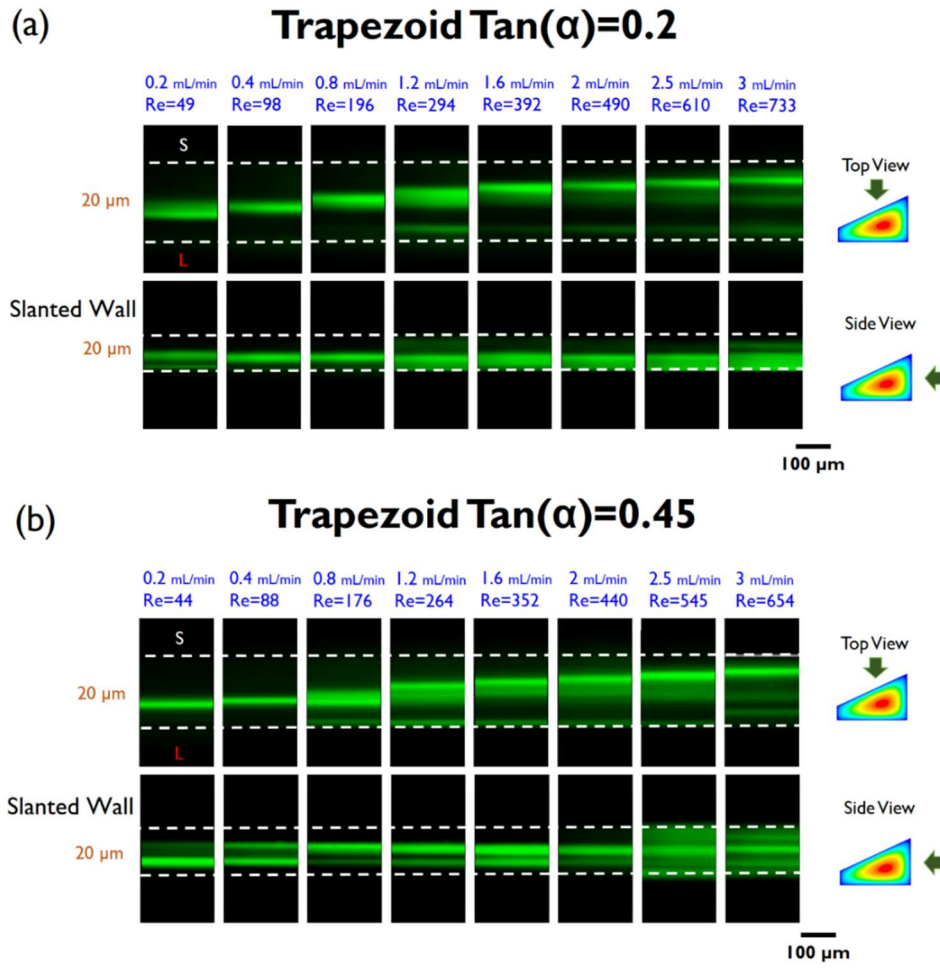 (a)
Trapezoid Tan(α)=0.2
0.2 mL/min 0.4 mL/min 0.8 mL/min 1.2 mL/min 1.6 mL/min 2 mL/min 2.5 mL/min 3 mL/min
Re=49 Re=98 Re=196 Re=294 Re=392 Re=490 Re=610 Re=733
S
Top View
20 μm
L
Slanted Wall
Side View
20 μm
100 μm
(b)
Trapezoid Tan(α)=0.45
0.2 mL/min 0.4 mL/min 0.8 mL/min 1.2 mL/min 1.6 mL/min 2 mL/min 2.5 mL/min 3 mL/min
Re=44 Re=88 Re=176 Re=264 Re=352 Re=440 Re=545 Re=654
S
Top View
20 μm
L
Slanted Wall
Side View
20 μm
100 μm